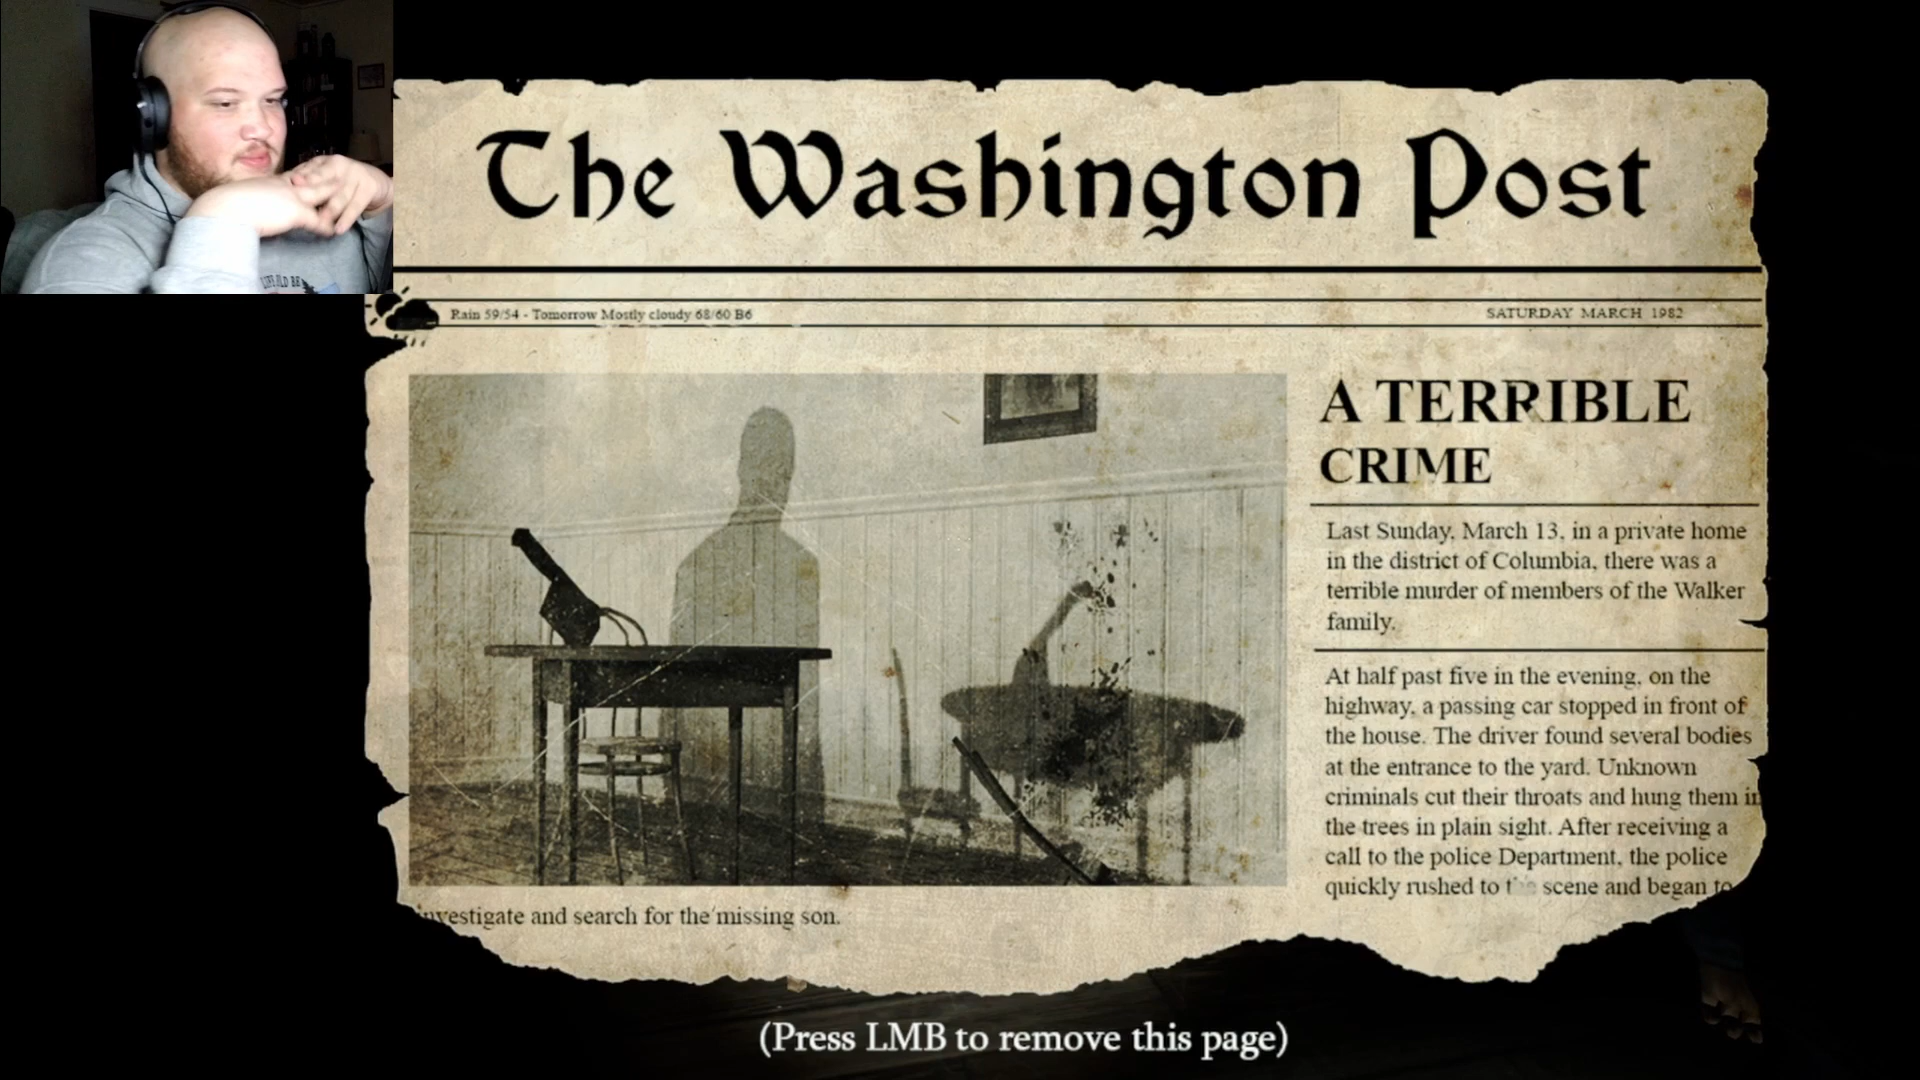 The Washington Post
Rain 59/54 - Tomorrow Mostly cloudy 68/60 B6
SATURDAY MARCH 1982
A TERRIBLE
CRIME
Last Sunday, March 13, in a private home
in the district of Columbia, there was a
terrible murder of members of the Walker
family.
At half past five in the evening, on the
highway, a passing car stopped in front of
the house. The driver found several bodies
at the entrance to the yard. Unknown
criminals cut their throats and hung them in
the trees in plain sight. After receiving a
call to the police Department, the police
quickly rushed to scene and began to
investigate and search for the missing son.
(Press LMB to remove this page)